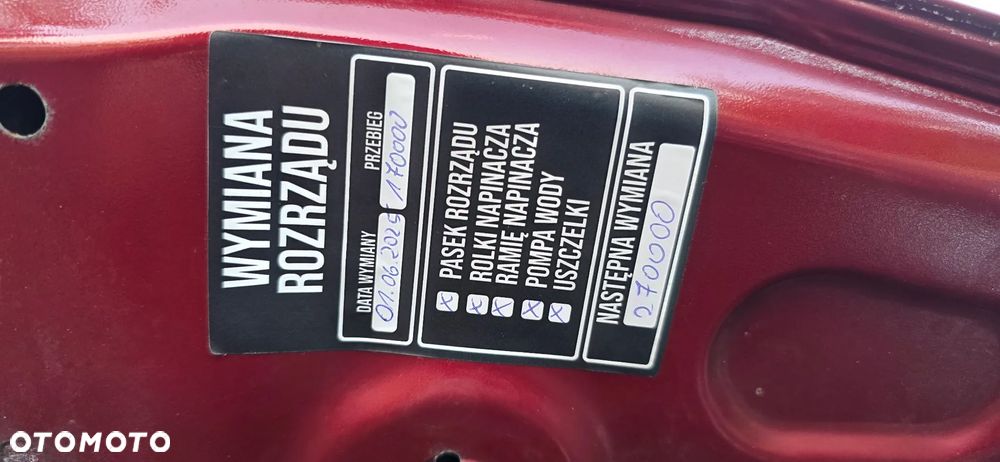 WYMIANA
ROZRZĄDU
DATA WYMIANY PRZEBIEG
01.06.2025 170000
x PASEK ROZRZĄDU
x ROLKI NAPINACZA
x RAMIĘ NAPINACZA
x POMPA WODY
x USZCZELKI
NASTĘPNA WYMIANA
270000
OTOMOTO